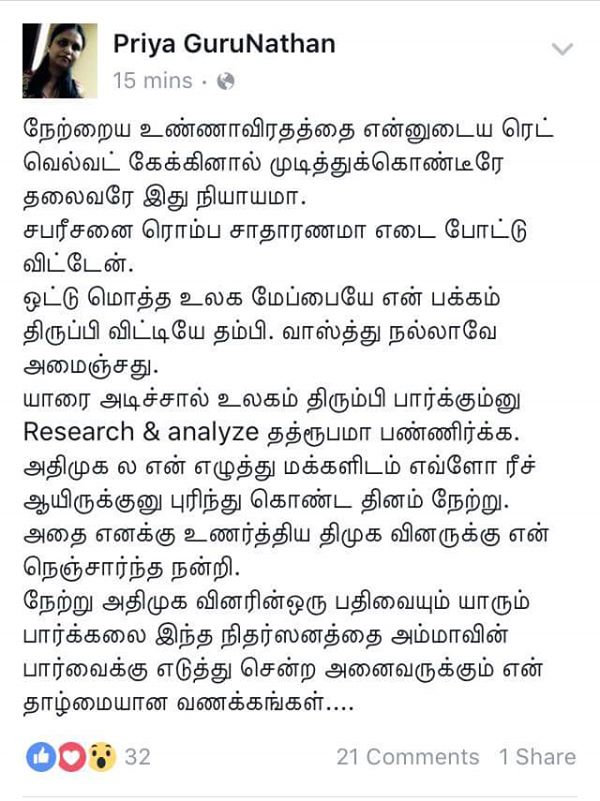 Priya GuruNathan
15 mins ·
நேற்றைய உண்ணாவிரதத்தை என்னுடைய ரெட்
வெல்வட் கேக்கினால் முடித்துக்கொண்டீரே
தலைவரே இது நியாயமா.
சபரீசனை ரொம்ப சாதாரணமா எடை போட்டு
விட்டேன்.
ஒட்டு மொத்த உலக மேப்பையே என் பக்கம்
திருப்பி விட்டியே தம்பி. வாஸ்த்து நல்லாவே
அமைஞ்சது.
யாரை அடிச்சால் உலகம் திரும்பி பார்க்கும்னு
Research & analyze தத்ரூபமா பண்ணிர்க்க.
அதிமுக ல என் எழுத்து மக்களிடம் எவ்ளோ ரீச்
ஆயிருக்குனு புரிந்து கொண்ட தினம் நேற்று.
அதை எனக்கு உணர்த்திய திமுக வினருக்கு என்
நெஞ்சார்ந்த நன்றி.
நேற்று அதிமுக வினரின்ஒரு பதிவையும் யாரும்
பார்க்கலை இந்த நிதர்ஸனத்தை அம்மாவின்
பார்வைக்கு எடுத்து சென்ற அனைவருக்கும் என்
தாழ்மையான வணக்கங்கள்....
32 21 Comments 1 Share